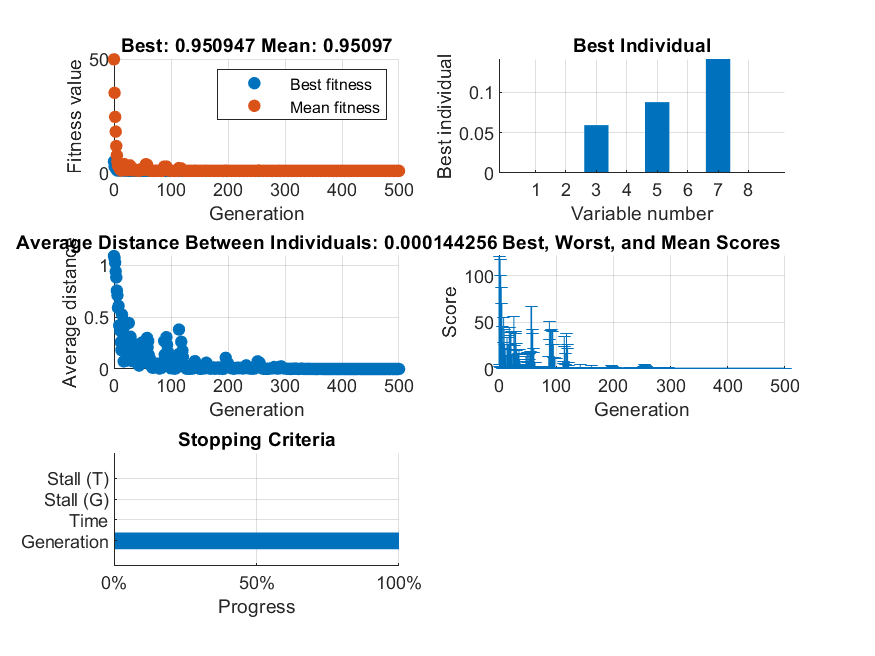 Best: 0.950947 Mean: 0.95097
Fitness value
50
0
Best fitness
Mean fitness
0 100 200 300 400 500
Generation
Best Individual
Best individual
0.1
0.05
0
1 2 3 4 5 6 7 8
Variable number
Average Distance Between Individuals: 0.000144256
Average distance
1
0.5
0
0 100 200 300 400 500
Generation
Best, Worst, and Mean Scores
Score
100
50
0
0 100 200 300 400 500
Generation
Stopping Criteria
Stall (T)
Stall (G)
Time
Generation
0% 50% 100%
Progress